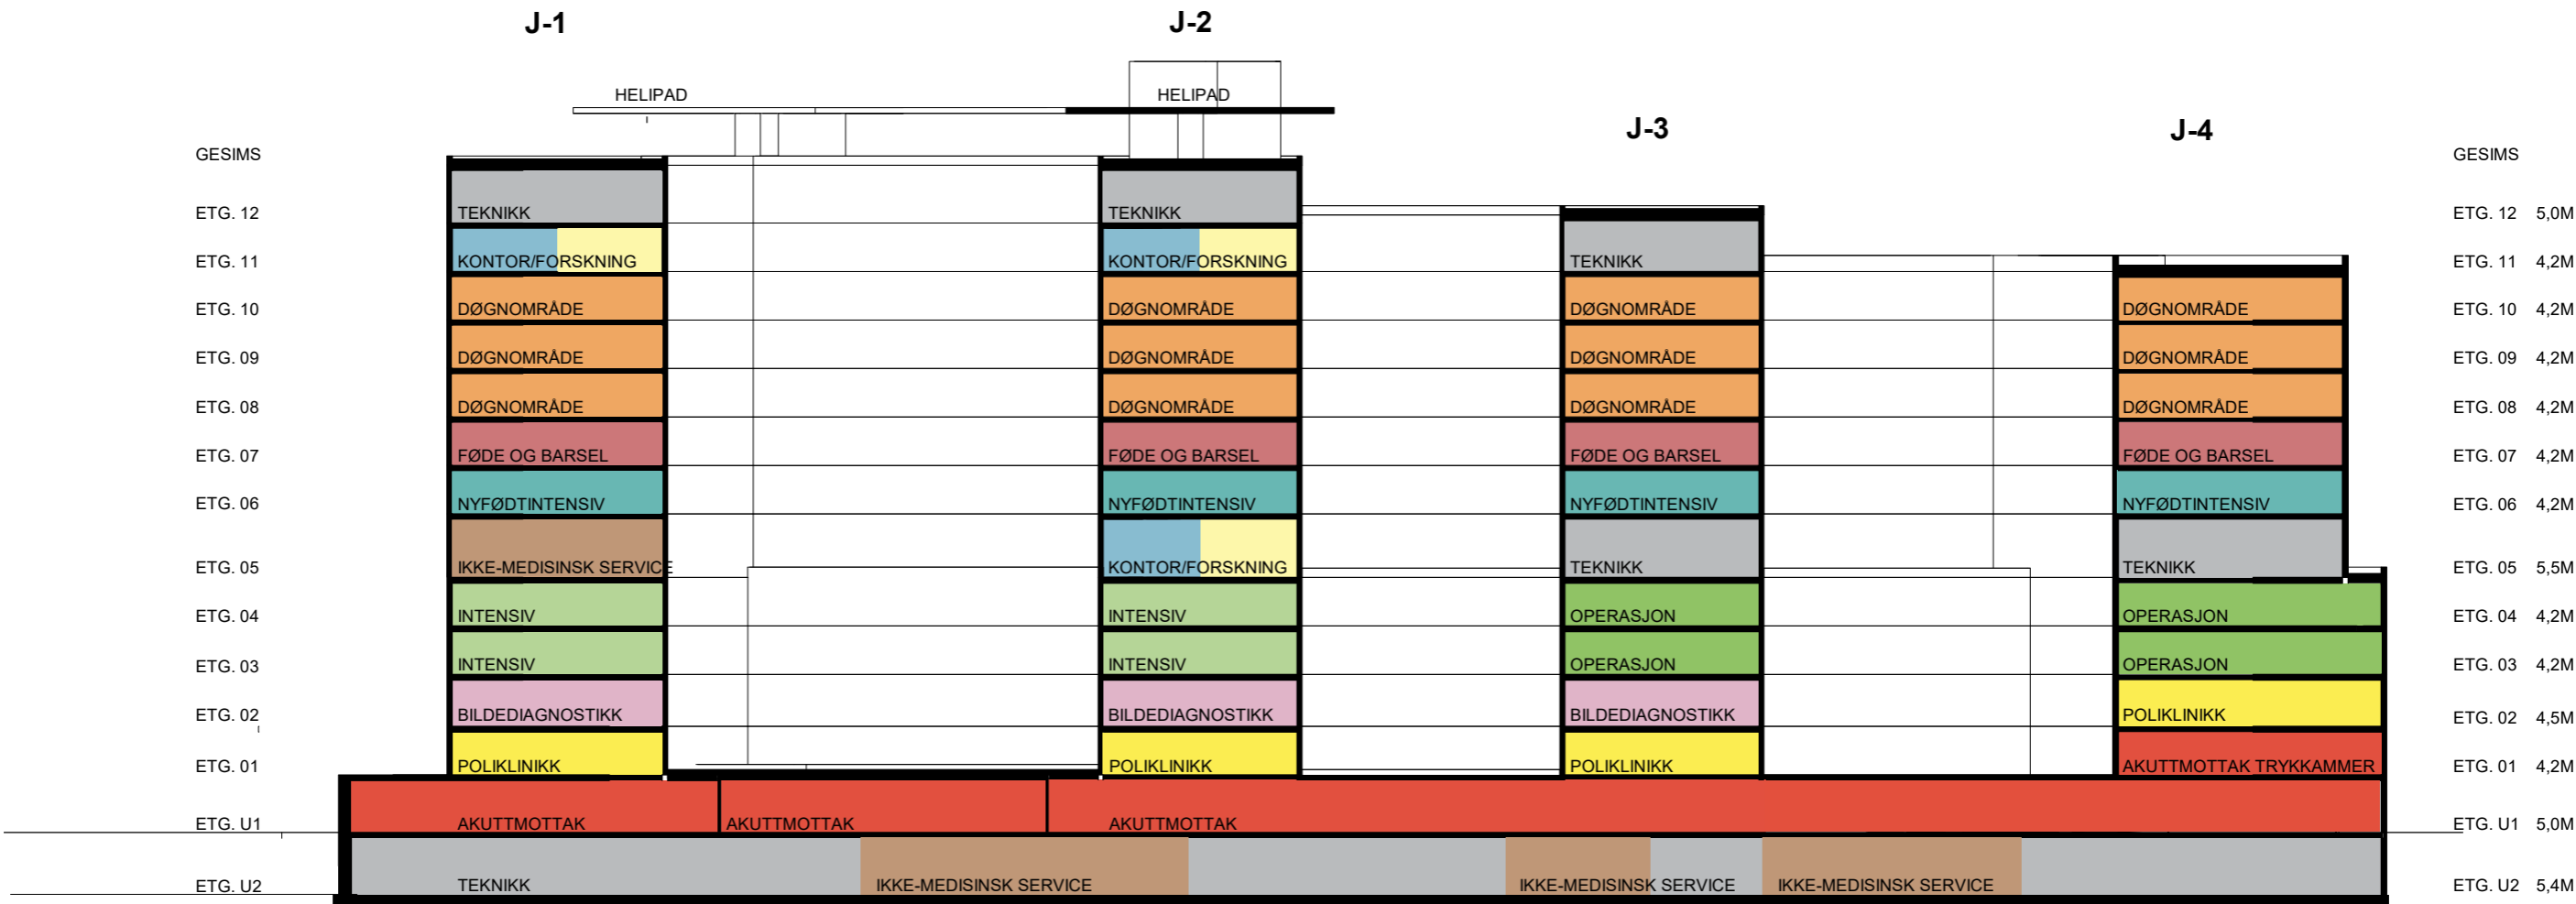 J-1 J-2
HELIPAD HELIPAD
J-3 J-4
GESIMS GESIMS
ETG. 12 TEKNIKK TEKNIKK ETG. 12 5,0M
ETG. 11 KONTOR/FORSKNING KONTOR/FORSKNING TEKNIKK ETG. 11 4,2M
ETG. 10 DØGNOMRÅDE DØGNOMRÅDE DØGNOMRÅDE DØGNOMRÅDE ETG. 10 4,2M
ETG. 09 DØGNOMRÅDE DØGNOMRÅDE DØGNOMRÅDE DØGNOMRÅDE ETG. 09 4,2M
ETG. 08 DØGNOMRÅDE DØGNOMRÅDE DØGNOMRÅDE DØGNOMRÅDE ETG. 08 4,2M
ETG. 07 FØDE OG BARSEL FØDE OG BARSEL FØDE OG BARSEL FØDE OG BARSEL ETG. 07 4,2M
ETG. 06 NYFØDTINTENSIV NYFØDTINTENSIV NYFØDTINTENSIV NYFØDTINTENSIV ETG. 06 4,2M
ETG. 05 IKKE-MEDISINSK SERVICE KONTOR/FORSKNING TEKNIKK TEKNIKK ETG. 05 5,5M
ETG. 04 INTENSIV INTENSIV OPERASJON OPERASJON ETG. 04 4,2M
ETG. 03 INTENSIV INTENSIV OPERASJON OPERASJON ETG. 03 4,2M
ETG. 02 BILDEDIAGNOSTIKK BILDEDIAGNOSTIKK BILDEDIAGNOSTIKK POLIKLINIKK ETG. 02 4,5M
ETG. 01 POLIKLINIKK POLIKLINIKK POLIKLINIKK AKUTTMOTTAK TRYKKAMMER ETG. 01 4,2M
ETG. U1 AKUTTMOTTAK AKUTTMOTTAK AKUTTMOTTAK ETG. U1 5,0M
ETG. U2 TEKNIKK IKKE-MEDISINSK SERVICE IKKE-MEDISINSK SERVICE IKKE-MEDISINSK SERVICE ETG. U2 5,4M